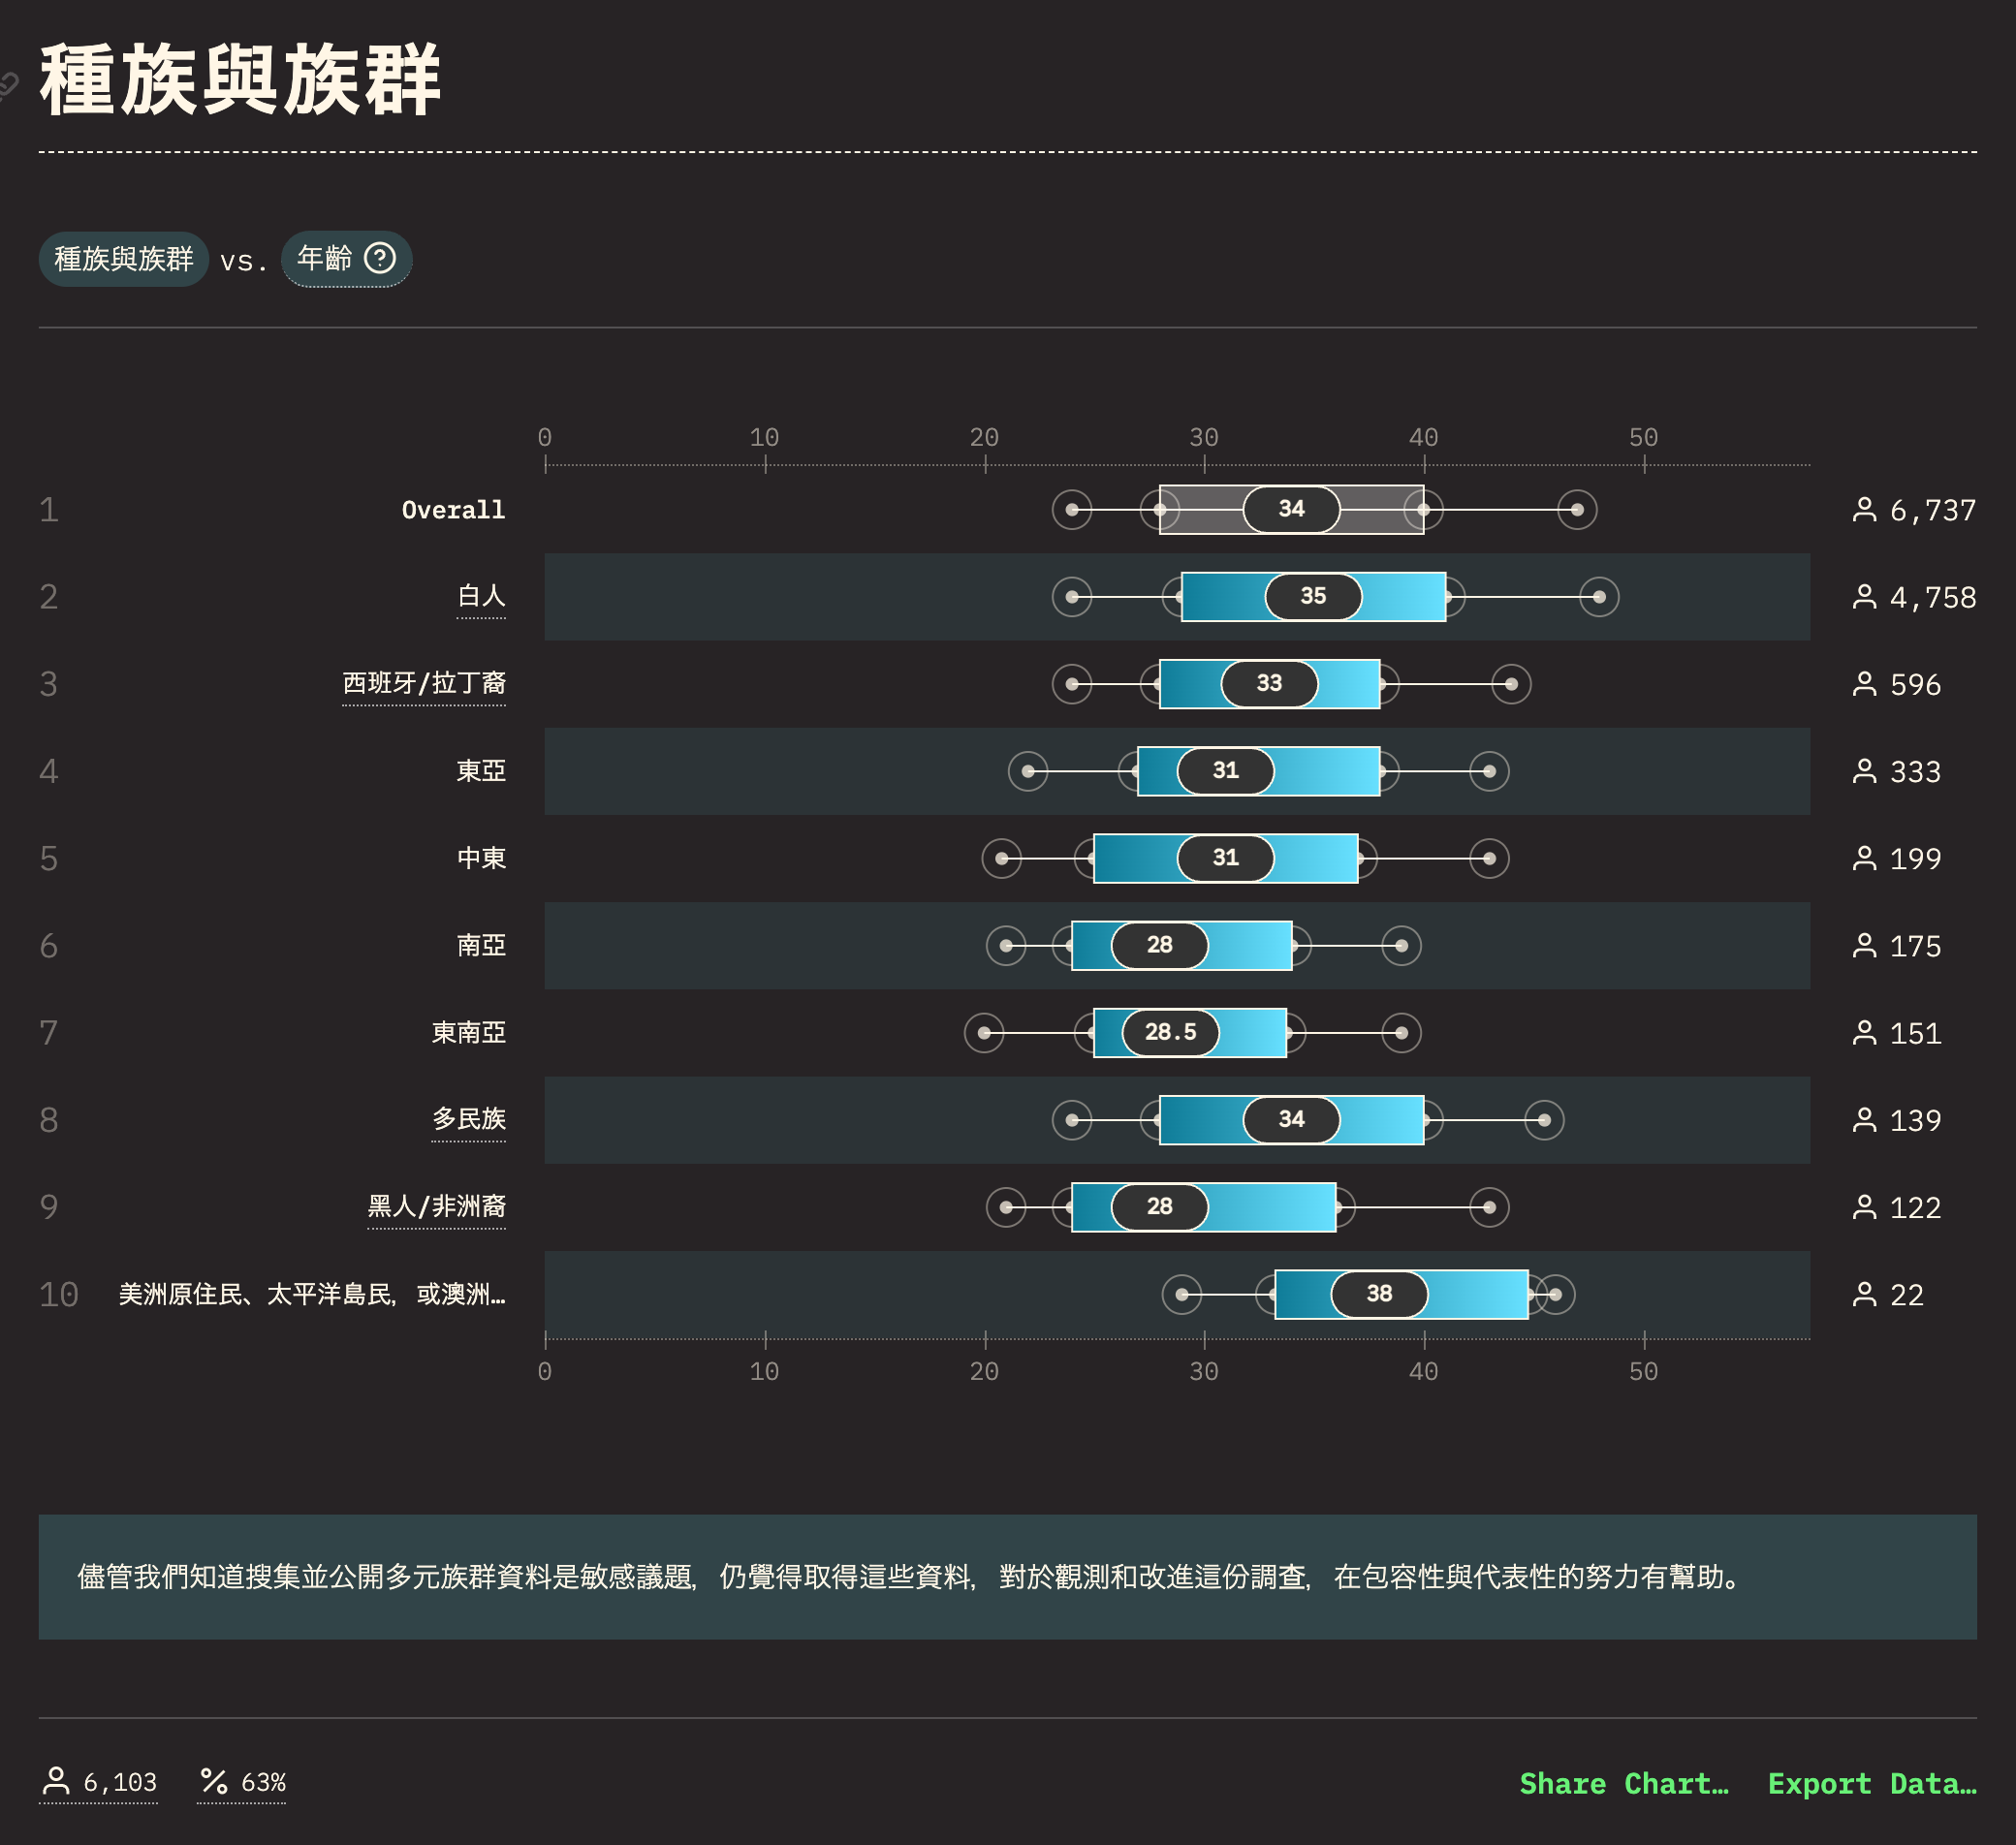 種族與族群
種族與族群 vs. 年齡
0 10 20 30 40 50
1 Overall 34 6,737
2 白人 35 4,758
3 西班牙/拉丁裔 33 596
4 東亞 31 333
5 中東 31 199
6 南亞 28 175
7 東南亞 28.5 151
8 多民族 34 139
9 黑人/非洲裔 28 122
10 美洲原住民、太平洋島民，或澳洲… 38 22
0 10 20 30 40 50
儘管我們知道搜集並公開多元族群資料是敏感議題，仍覺得取得這些資料，對於觀測和改進這份調查，在包容性與代表性的努力有幫助。
6,103 % 63% Share Chart… Export Data…